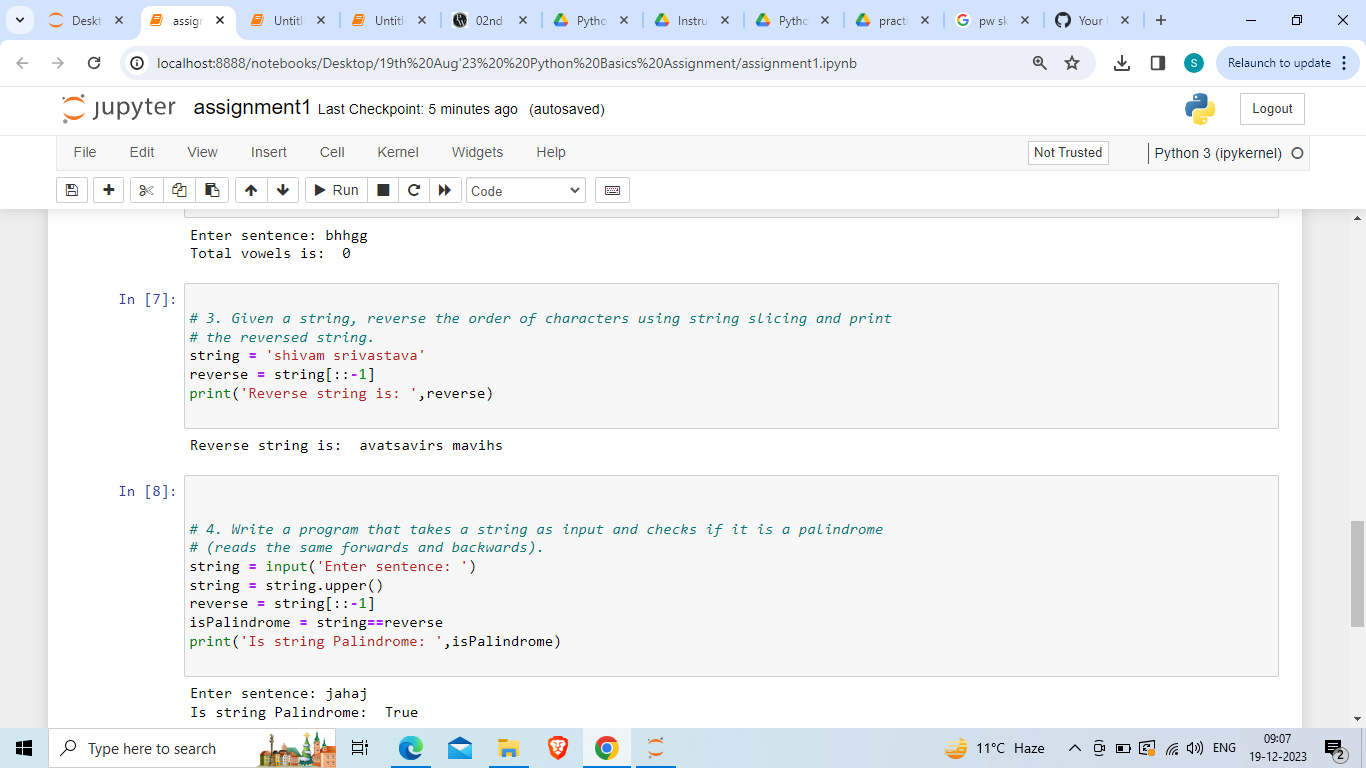 Deskt
assign
Untitl
Untitl
02nd
Pytho
Instru
Pytho
practi
pw sk
Your
localhost:8888/notebooks/Desktop/19th%20Aug'23%20%20Python%20Basics%20Assignment/assignment1.ipynb
S
Relaunch to update
jupyter assignment1 Last Checkpoint: 5 minutes ago (autosaved)
Logout
File Edit View Insert Cell Kernel Widgets Help
Not Trusted
Python 3 (ipykernel)
Run
Code
Enter sentence: bhhgg
Total vowels is:  0
In [7]:
# 3. Given a string, reverse the order of characters using string slicing and print
# the reversed string.
string = 'shivam srivastava'
reverse = string[::-1]
print('Reverse string is: ',reverse)
Reverse string is:  avatsavirs mavihs
In [8]:
# 4. Write a program that takes a string as input and checks if it is a palindrome
# (reads the same forwards and backwards).
string = input('Enter sentence: ')
string = string.upper()
reverse = string[::-1]
isPalindrome = string==reverse
print('Is string Palindrome: ',isPalindrome)
Enter sentence: jahaj
Is string Palindrome:  True
Type here to search
11°C Haze
ENG
09:07
19-12-2023
2